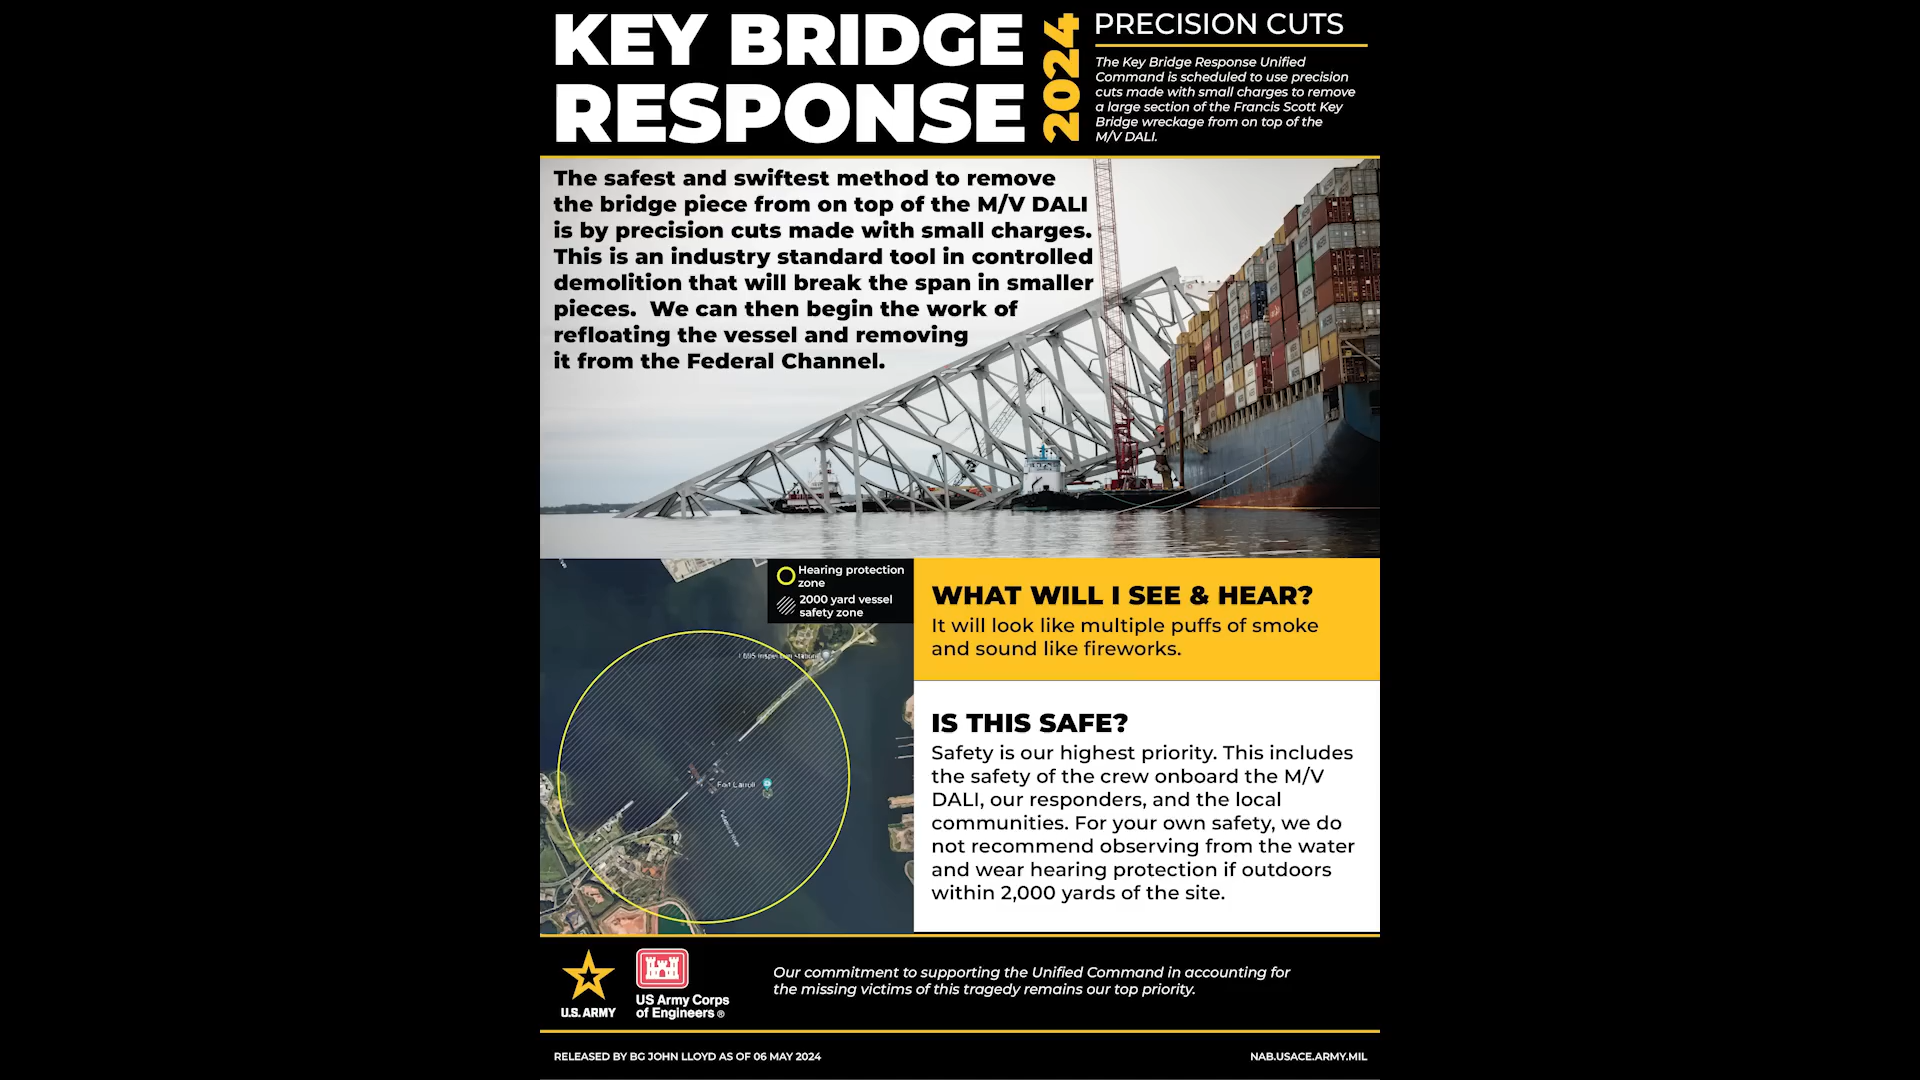 KEY BRIDGE
RESPONSE
2024
PRECISION CUTS
The Key Bridge Response Unified
Command is scheduled to use precision
cuts made with small charges to remove
a large section of the Francis Scott Key
Bridge wreckage from on top of the
M/V DALI.
The safest and swiftest method to remove
the bridge piece from on top of the M/V DALI
is by precision cuts made with small charges.
This is an industry standard tool in controlled
demolition that will break the span in smaller
pieces.  We can then begin the work of
refloating the vessel and removing
it from the Federal Channel.
Hearing protection
zone
2000 yard vessel
safety zone
Fort Carroll
WHAT WILL I SEE & HEAR?
It will look like multiple puffs of smoke
and sound like fireworks.
IS THIS SAFE?
Safety is our highest priority. This includes
the safety of the crew onboard the M/V
DALI, our responders, and the local
communities. For your own safety, we do
not recommend observing from the water
and wear hearing protection if outdoors
within 2,000 yards of the site.
U.S. ARMY
US Army Corps
of Engineers ®
Our commitment to supporting the Unified Command in accounting for
the missing victims of this tragedy remains our top priority.
RELEASED BY BG JOHN LLOYD AS OF 06 MAY 2024
NAB.USACE.ARMY.MIL